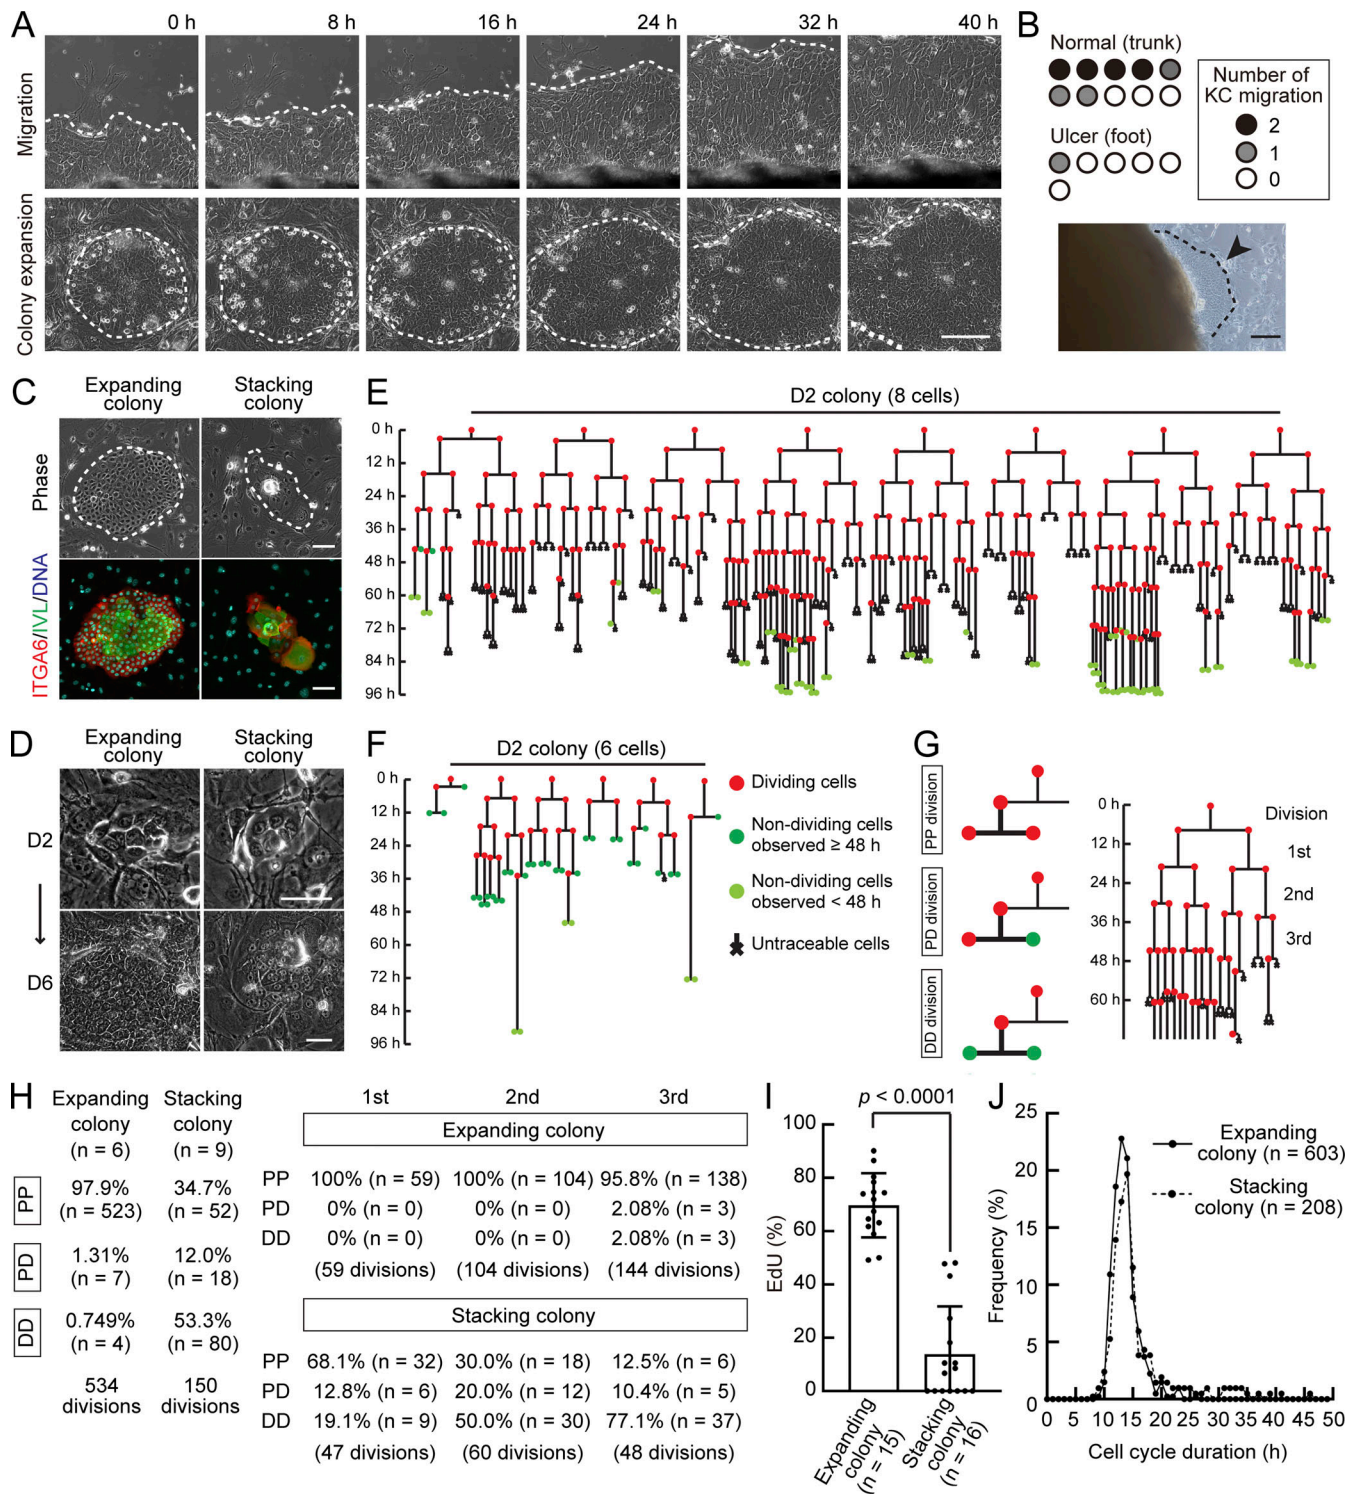 A
0 h 8 h 16 h 24 h 32 h 40 h
Migration
Colony expansion
B
Normal (trunk)
Ulcer (foot)
Number of
KC migration
2
1
0
C
Expanding
colony
Stacking
colony
Phase
ITGA6/IVL/DNA
D
Expanding
colony
Stacking
colony
D2
D6
E
D2 colony (8 cells)
0 h
12 h
24 h
36 h
48 h
60 h
72 h
84 h
96 h
F
D2 colony (6 cells)
0 h
12 h
24 h
36 h
48 h
60 h
72 h
84 h
96 h
Dividing cells
Non-dividing cells
observed ≥ 48 h
Non-dividing cells
observed < 48 h
Untraceable cells
G
PP division
PD division
DD division
0 h
12 h
24 h
36 h
48 h
60 h
Division
1st
2nd
3rd
H
Expanding
colony
(n = 6)
Stacking
colony
(n = 9)
PP
97.9%
(n = 523)
34.7%
(n = 52)
PD
1.31%
(n = 7)
12.0%
(n = 18)
DD
0.749%
(n = 4)
53.3%
(n = 80)
534
divisions
150
divisions
1st 2nd 3rd
Expanding colony
PP 100% (n = 59) 100% (n = 104) 95.8% (n = 138)
PD 0% (n = 0) 0% (n = 0) 2.08% (n = 3)
DD 0% (n = 0) 0% (n = 0) 2.08% (n = 3)
(59 divisions) (104 divisions) (144 divisions)
Stacking colony
PP 68.1% (n = 32) 30.0% (n = 18) 12.5% (n = 6)
PD 12.8% (n = 6) 20.0% (n = 12) 10.4% (n = 5)
DD 19.1% (n = 9) 50.0% (n = 30) 77.1% (n = 37)
(47 divisions) (60 divisions) (48 divisions)
I
p < 0.0001
EdU (%)
100
80
60
40
20
0
Expanding
colony
(n = 15)
Stacking
colony
(n = 16)
J
Frequency (%)
25
20
15
10
5
0
Expanding
colony (n = 603)
Stacking
colony (n = 208)
0 5 10 15 20 25 30 35 40 45 50
Cell cycle duration (h)